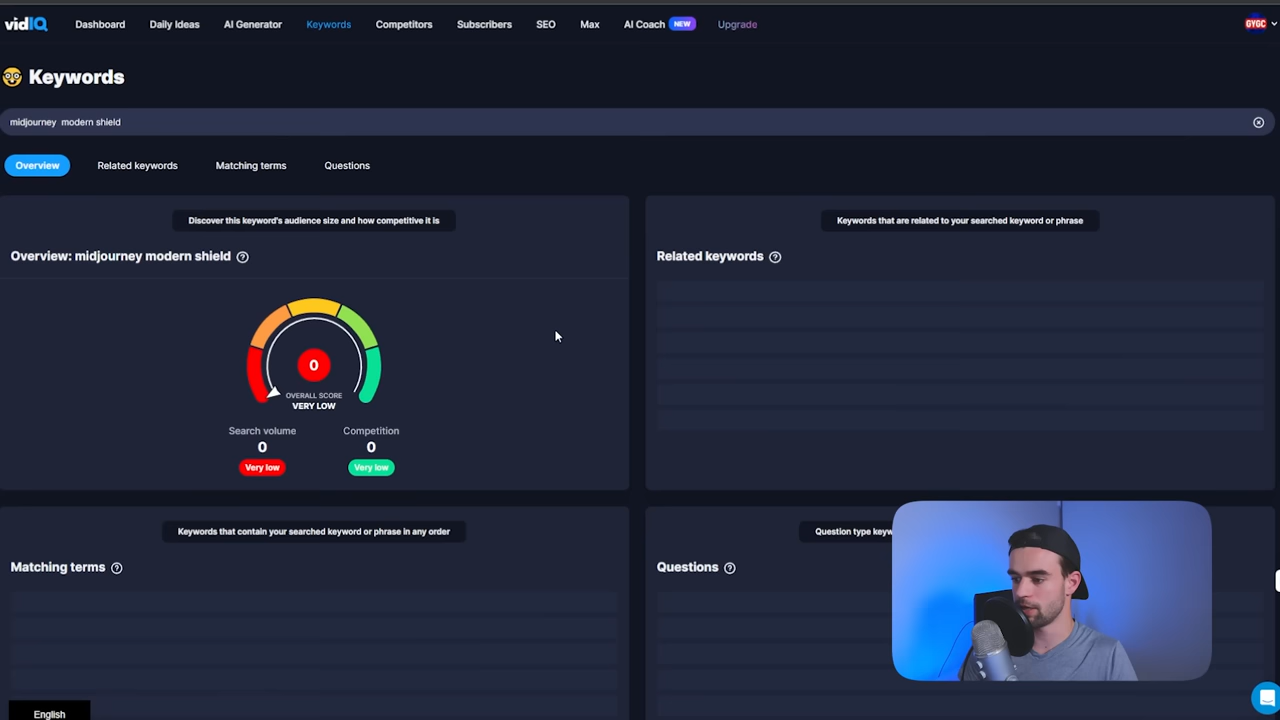 vidIQ
Dashboard
Daily Ideas
AI Generator
Keywords
Competitors
Subscribers
SEO
Max
AI Coach NEW
Upgrade
GYGC
Keywords
midjourney modern shield
Overview
Related keywords
Matching terms
Questions
Discover this keyword's audience size and how competitive it is
Overview: midjourney modern shield ?
0
OVERALL SCORE
VERY LOW
Search volume
0
Very low
Competition
0
Very low
Keywords that are related to your searched keyword or phrase
Related keywords ?
Keywords that contain your searched keyword or phrase in any order
Matching terms ?
Question type keyw
Questions ?
English